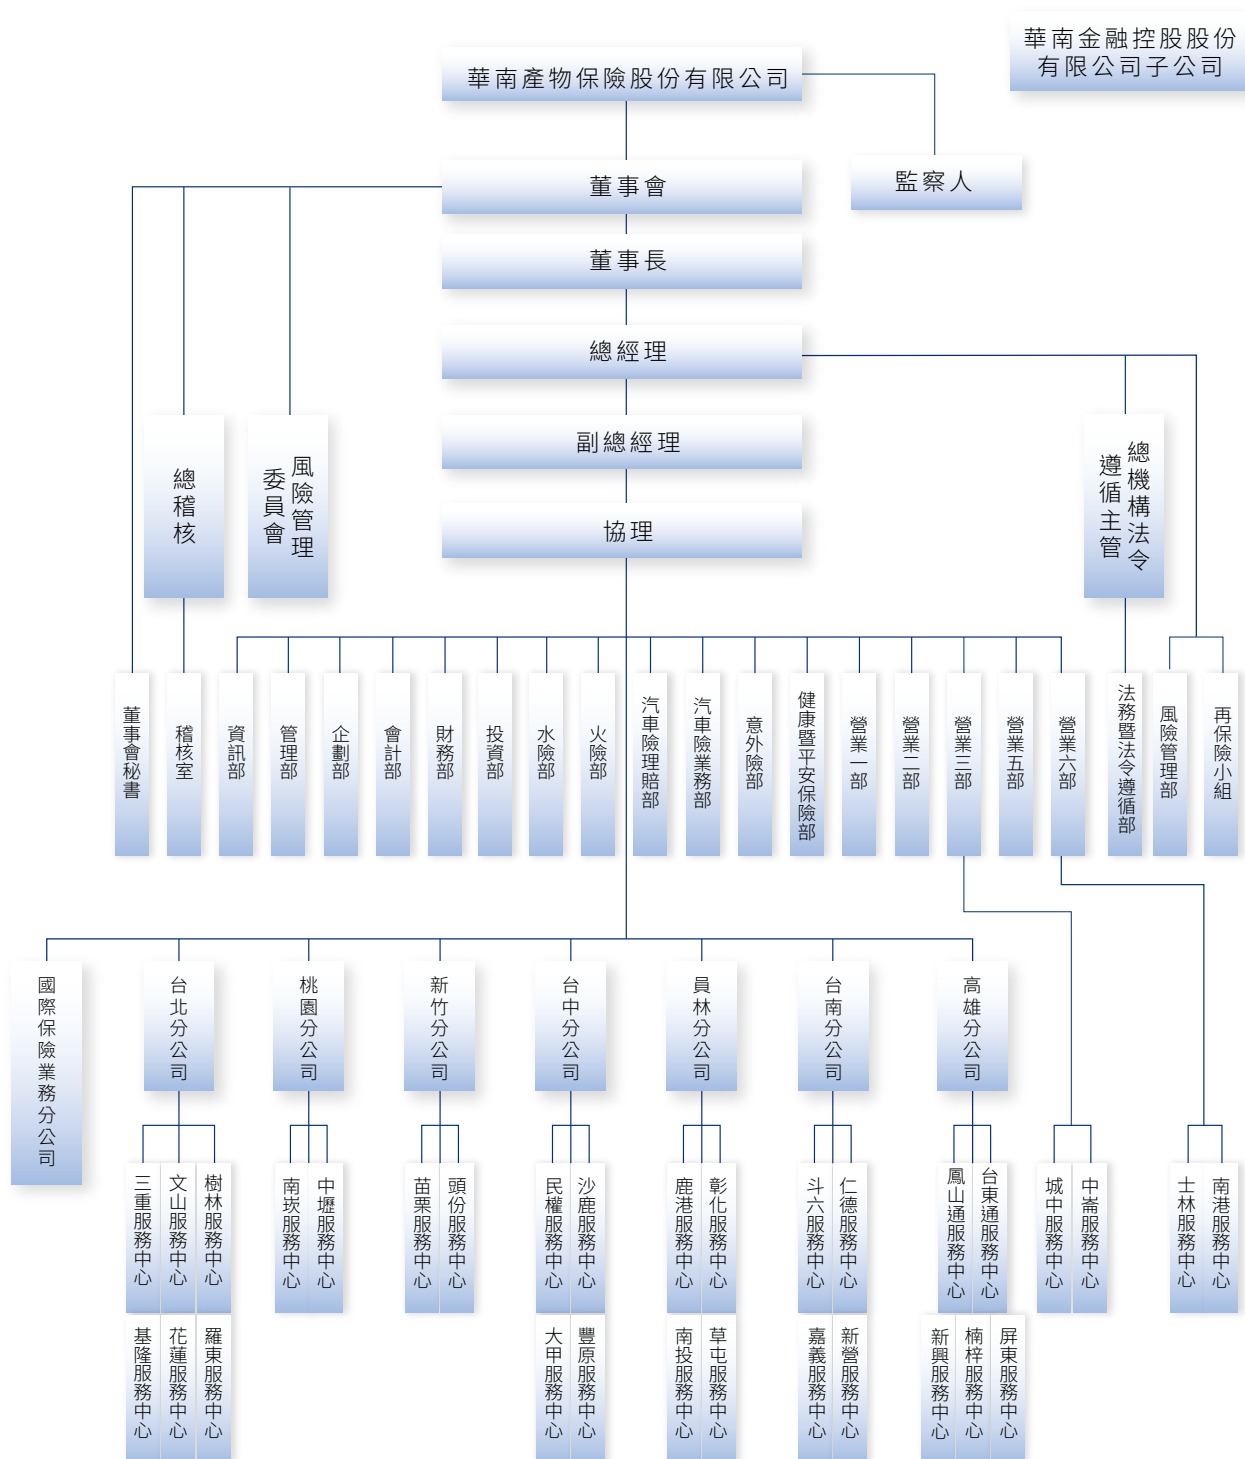 華南金融控股股份
有限公司子公司
華南產物保險股份有限公司
監察人
董事會
董事長
總經理
副總經理
協理
總稽核
風險管理
委員會
總機構法令
遵循主管
董事會秘書
稽核室
資訊部
管理部
企劃部
會計部
財務部
投資部
水險部
火險部
汽車險理賠部
汽車險業務部
意外險部
健康暨平安保險部
營業一部
營業二部
營業三部
營業五部
營業六部
法務暨法令遵循部
風險管理部
再保險小組
國際保險業務分公司
台北分公司
桃園分公司
新竹分公司
台中分公司
員林分公司
台南分公司
高雄分公司
三重服務中心
文山服務中心
樹林服務中心
南崁服務中心
中壢服務中心
苗栗服務中心
頭份服務中心
民權服務中心
沙鹿服務中心
鹿港服務中心
彰化服務中心
斗六服務中心
仁德服務中心
鳳山通服務中心
台東通服務中心
城中服務中心
中崙服務中心
士林服務中心
南港服務中心
基隆服務中心
花蓮服務中心
羅東服務中心
大甲服務中心
豐原服務中心
南投服務中心
草屯服務中心
嘉義服務中心
新營服務中心
新興服務中心
楠梓服務中心
屏東服務中心